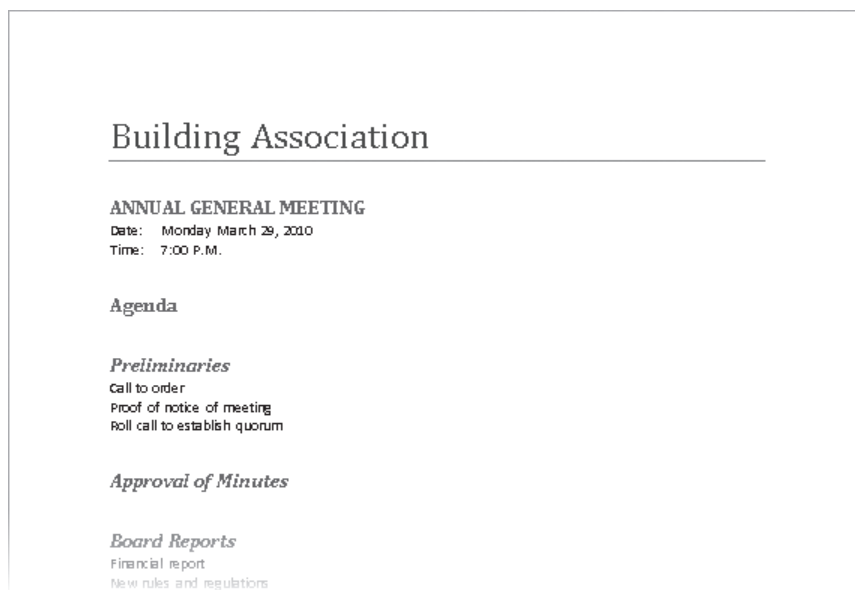 Building Association
ANNUAL GENERAL MEETING
Date: Monday March 29, 2010
Time: 7:00 P.M.
Agenda
Preliminaries
Call to order
Proof of notice of meeting
Roll call to establish quorum
Approval of Minutes
Board Reports
Financial report
New rules and regulations